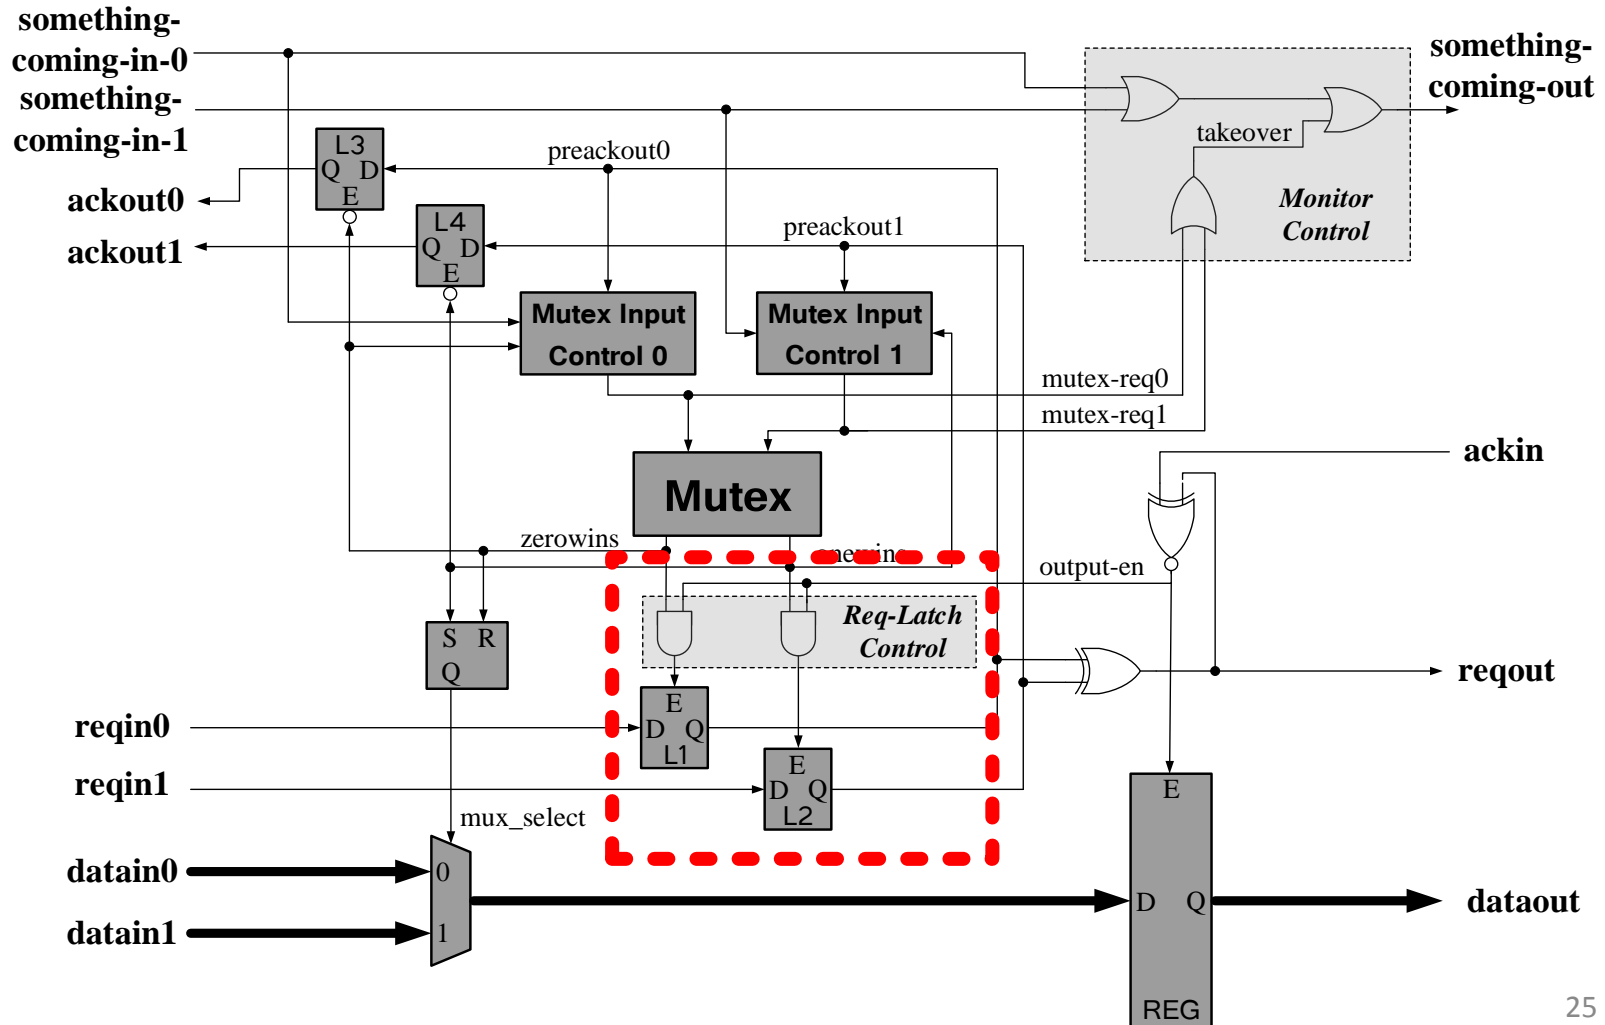 something-
coming-in-0
something-
coming-in-1
something-
coming-out
L3
Q D
E
preackout0
takeover
Monitor
Control
ackout0
L4
Q D
E
preackout1
ackout1
Mutex Input
Control 0
Mutex Input
Control 1
mutex-req0
mutex-req1
ackin
Mutex
zerowins
output-en
Req-Latch
Control
S R
Q
reqout
reqin0
E
D Q
L1
reqin1
E
D Q
L2
mux_select
E
datain0
0
D Q
dataout
datain1
1
REG
25